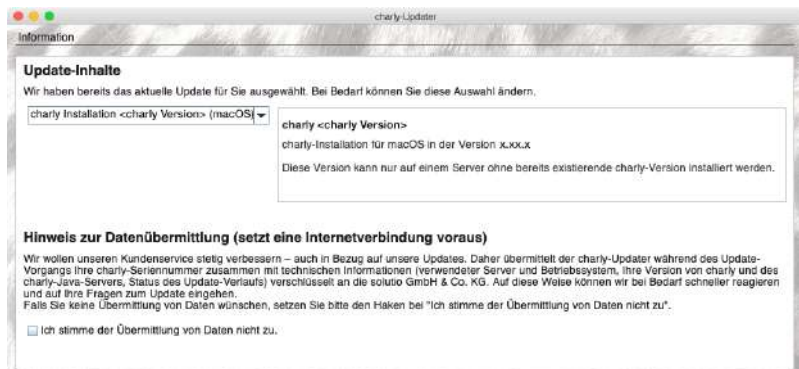 charly-Updater
Information
Update-Inhalte
Wir haben bereits das aktuelle Update für Sie ausgewählt. Bei Bedarf können Sie diese Auswahl ändern.
charly Installation <charly Version> (macOS)
charly <charly Version>
charly-Installation für macOS in der Version x.xx.x
Diese Version kann nur auf einem Server ohne bereits existierende charly-Version installiert werden.
Hinweis zur Datenübermittlung (setzt eine Internetverbindung voraus)
Wir wollen unseren Kundenservice stetig verbessern – auch in Bezug auf unsere Updates. Daher übermittelt der charly-Updater während des Update-
Vorgangs Ihre charly-Seriennummer zusammen mit technischen Informationen (verwendeter Server und Betriebssystem, Ihre Version von charly und des
charly-Java-Servers, Status des Update-Verlaufs) verschlüsselt an die solutio GmbH & Co. KG. Auf diese Weise können wir bei Bedarf schneller reagieren
und auf Ihre Fragen zum Update eingehen.
Falls Sie keine Übermittlung von Daten wünschen, setzen Sie bitte den Haken bei "Ich stimme der Übermittlung von Daten nicht zu".
Ich stimme der Übermittlung von Daten nicht zu.